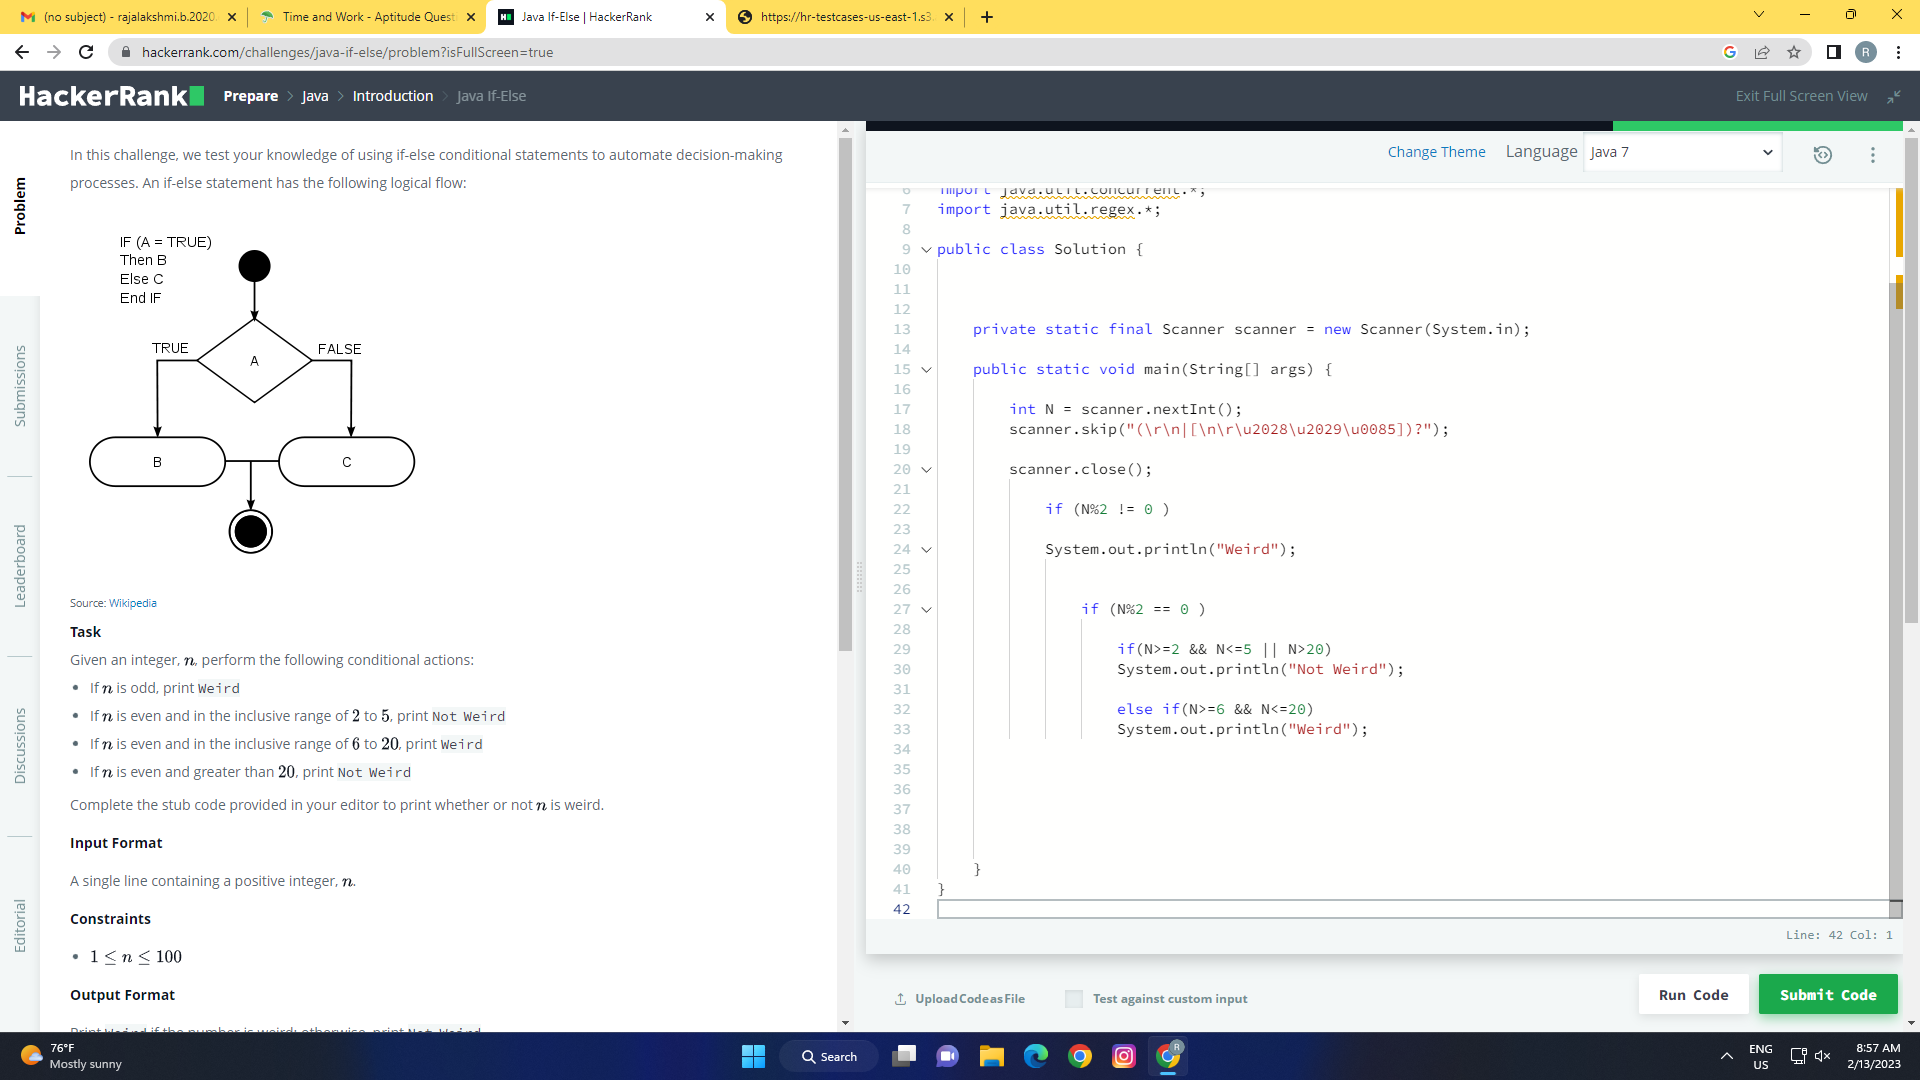 (no subject) - rajalakshmi.b.2020
Time and Work - Aptitude Quest
Java If-Else | HackerRank
https://hr-testcases-us-east-1.s3.
hackerrank.com/challenges/java-if-else/problem?isFullScreen=true
R
HackerRank
Prepare > Java > Introduction > Java If-Else
Exit Full Screen View
Problem
Submissions
Leaderboard
Discussions
Editorial
In this challenge, we test your knowledge of using if-else conditional statements to automate decision-making
processes. An if-else statement has the following logical flow:
IF (A = TRUE)
Then B
Else C
End IF
TRUE
A
FALSE
B
C
Source: Wikipedia
Task
Given an integer, n, perform the following conditional actions:
• If n is odd, print Weird
• If n is even and in the inclusive range of 2 to 5, print Not Weird
• If n is even and in the inclusive range of 6 to 20, print Weird
• If n is even and greater than 20, print Not Weird
Complete the stub code provided in your editor to print whether or not n is weird.
Input Format
A single line containing a positive integer, n.
Constraints
• 1 ≤ n ≤ 100
Output Format
Print Weird if the number is weird; otherwise, print Not Weird
Change Theme
Language
Java 7
6 import java.util.concurrent.*;
7 import java.util.regex.*;
8
9 public class Solution {
10
11
12
13 private static final Scanner scanner = new Scanner(System.in);
14
15 public static void main(String[] args) {
16
17 int N = scanner.nextInt();
18 scanner.skip("(\r\n|[\n\r\u2028\u2029\u0085])?");
19
20 scanner.close();
21
22 if (N%2 != 0 )
23
24 System.out.println("Weird");
25
26
27 if (N%2 == 0 )
28
29 if(N>=2 && N<=5 || N>20)
30 System.out.println("Not Weird");
31
32 else if(N>=6 && N<=20)
33 System.out.println("Weird");
34
35
36
37
38
39
40 }
41 }
42
Line: 42 Col: 1
Upload Code as File
Test against custom input
Run Code
Submit Code
76°F
Mostly sunny
Search
R
ENG
US
8:57 AM
2/13/2023